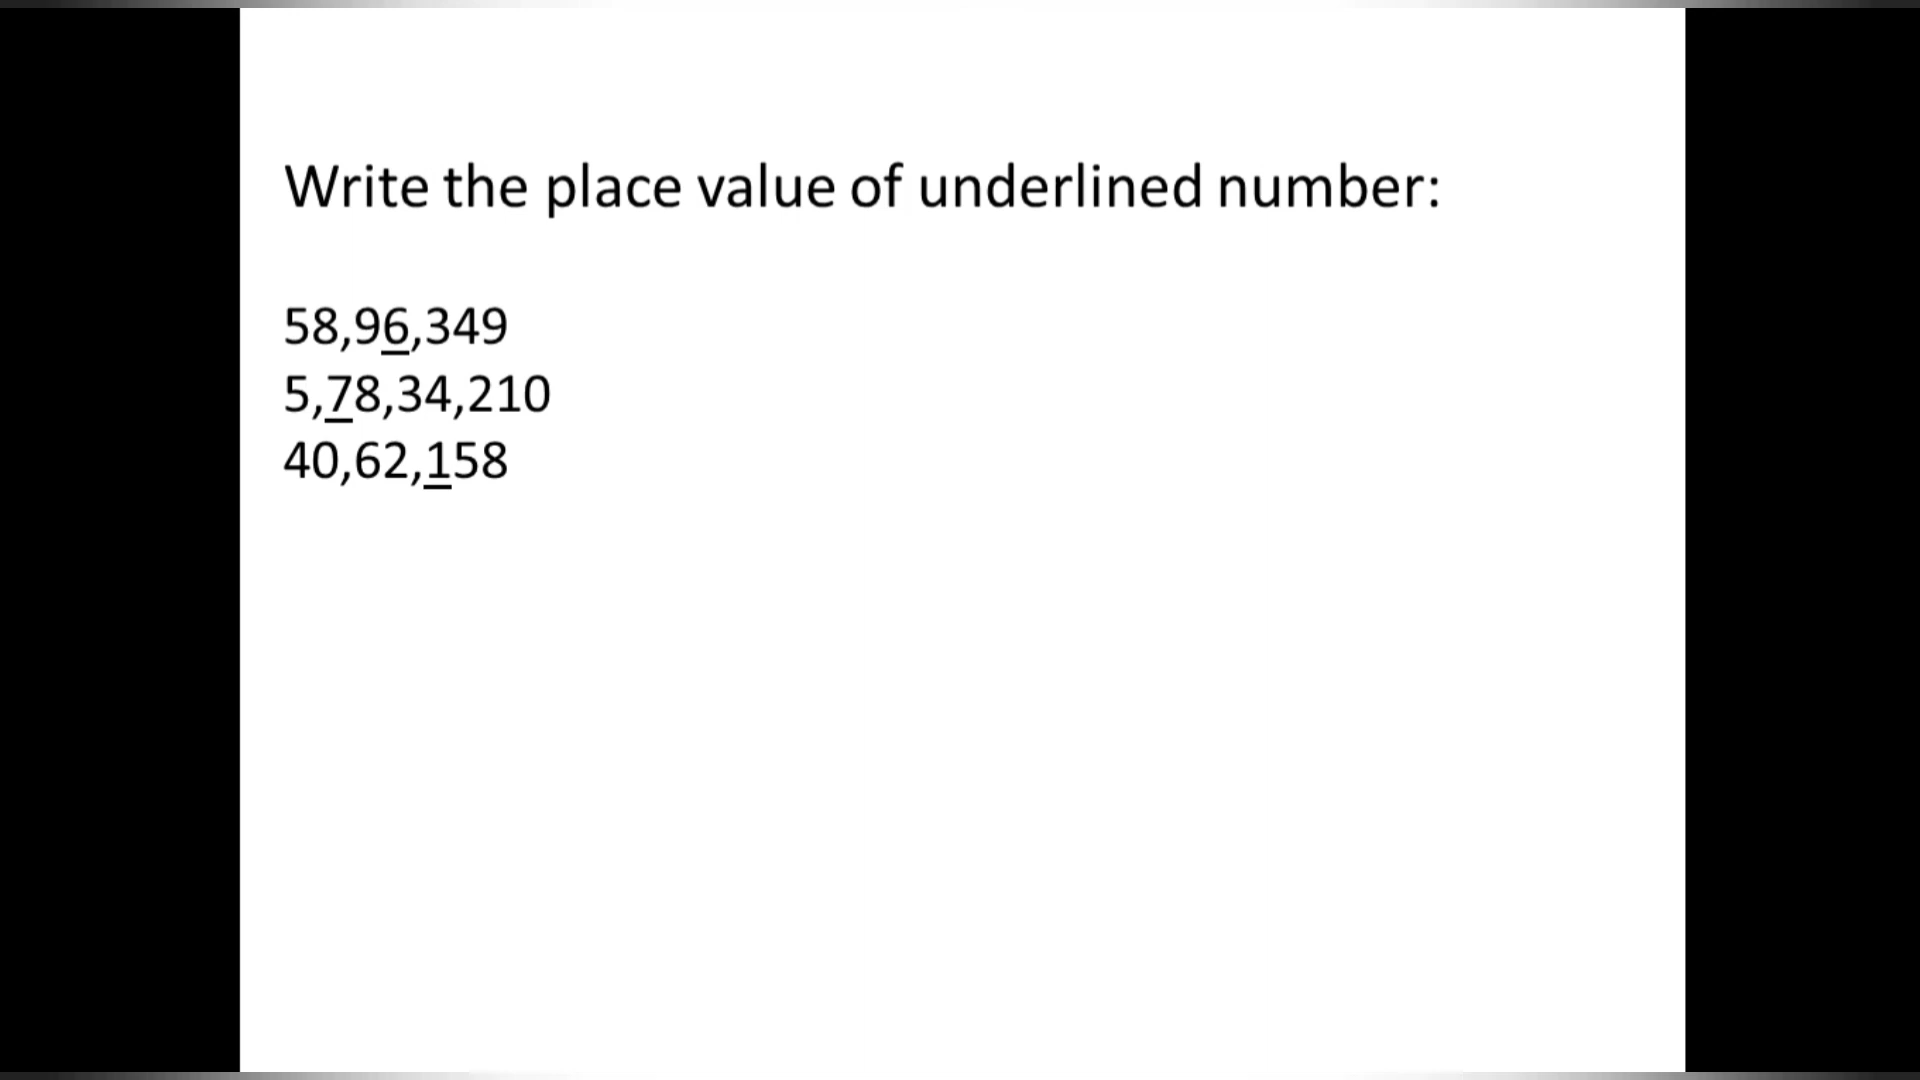 Write the place value of underlined number:
58,96,349
5,78,34,210
40,62,158